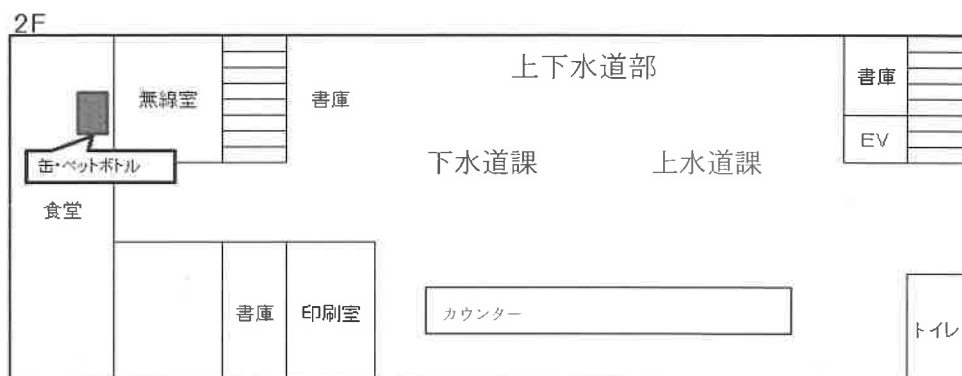 2F
上下水道部
無線室
書庫
書庫
缶・ペットボトル
EV
下水道課
上水道課
食堂
書庫
印刷室
カウンター
トイレ